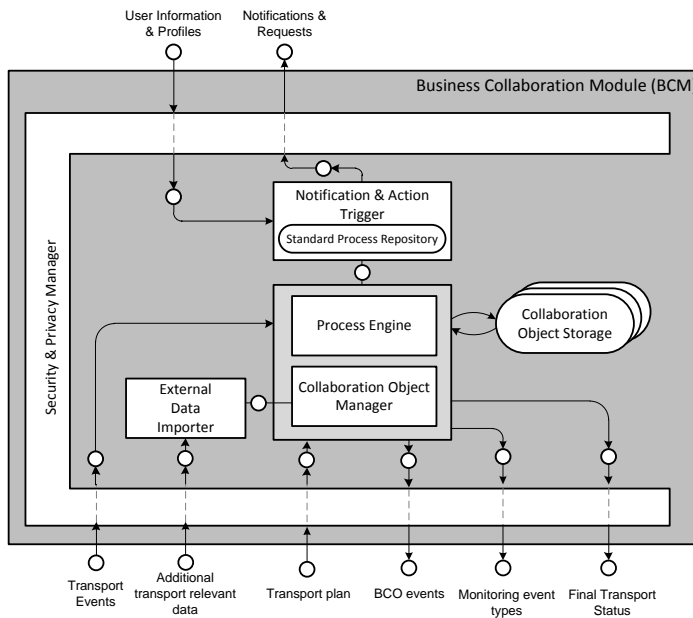 User Information
& Profiles
Notifications &
Requests
Business Collaboration Module (BCM)
Security & Privacy Manager
Notification & Action
Trigger
Standard Process Repository
Process Engine
Collaboration
Object Storage
Collaboration Object
Manager
External
Data
Importer
Transport
Events
Additional
transport relevant
data
Transport plan
BCO events
Monitoring event
types
Final Transport
Status